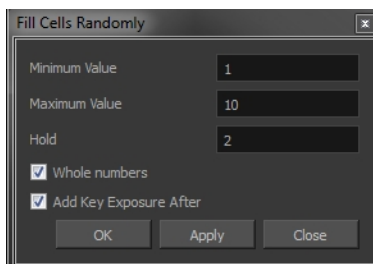 Fill Cells Randomly
Minimum Value 1
Maximum Value 10
Hold 2
Whole numbers
Add Key Exposure After
OK Apply Close